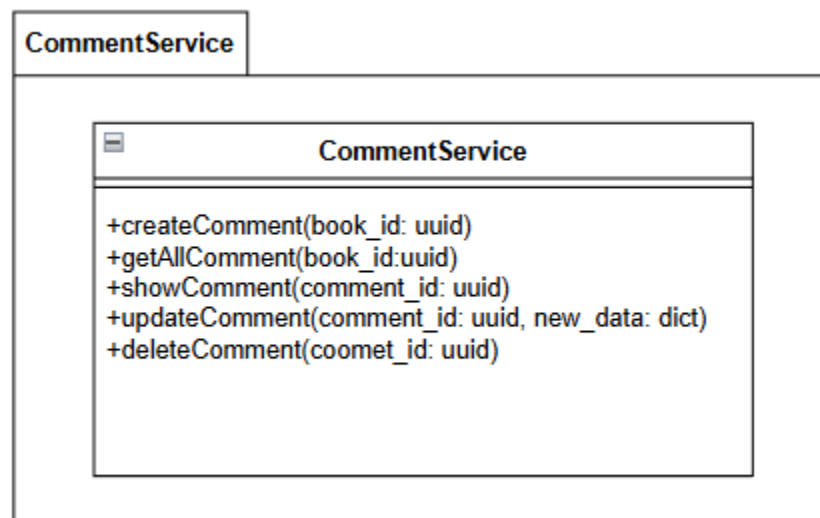 CommentService
CommentService
+createComment(book_id: uuid)
+getAllComment(book_id:uuid)
+showComment(comment_id: uuid)
+updateComment(comment_id: uuid, new_data: dict)
+deleteComment(coomet_id: uuid)